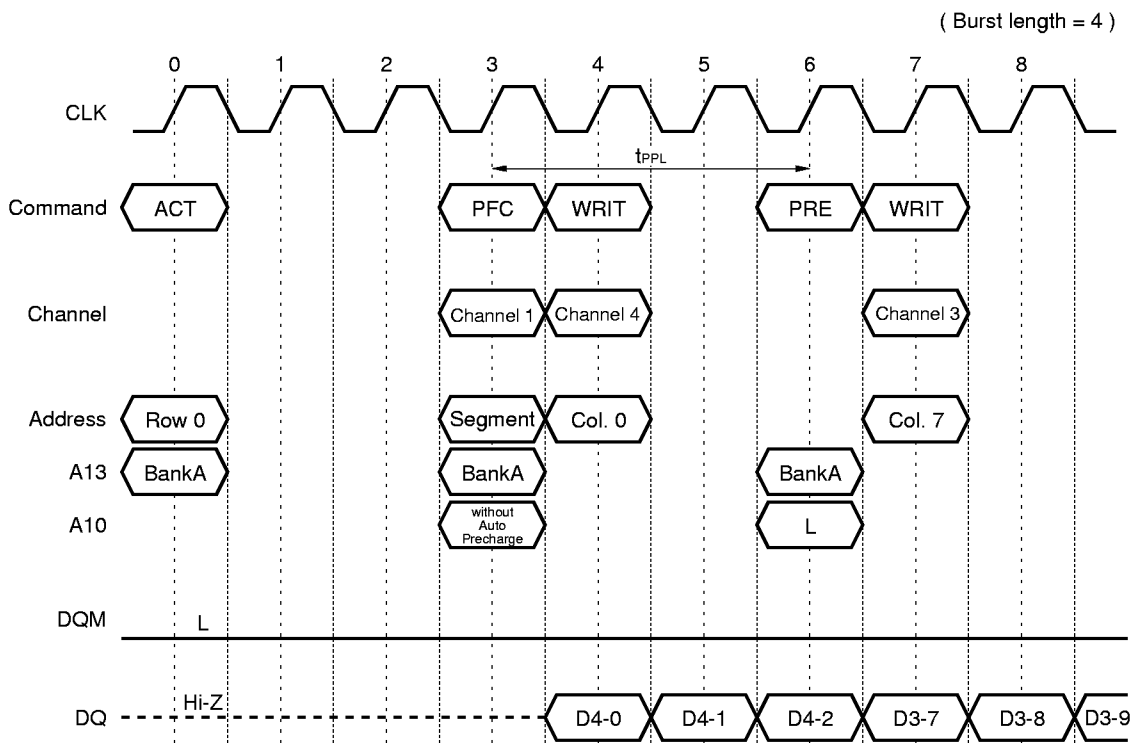 ( Burst length = 4 )
0 1 2 3 4 5 6 7 8
CLK
tPPL
Command ACT PFC WRIT PRE WRIT
Channel Channel 1 Channel 4 Channel 3
Address Row 0 Segment Col. 0 Col. 7
A13 BankA BankA BankA
A10 without Auto Precharge L
DQM L
Hi-Z
DQ D4-0 D4-1 D4-2 D3-7 D3-8 D3-9